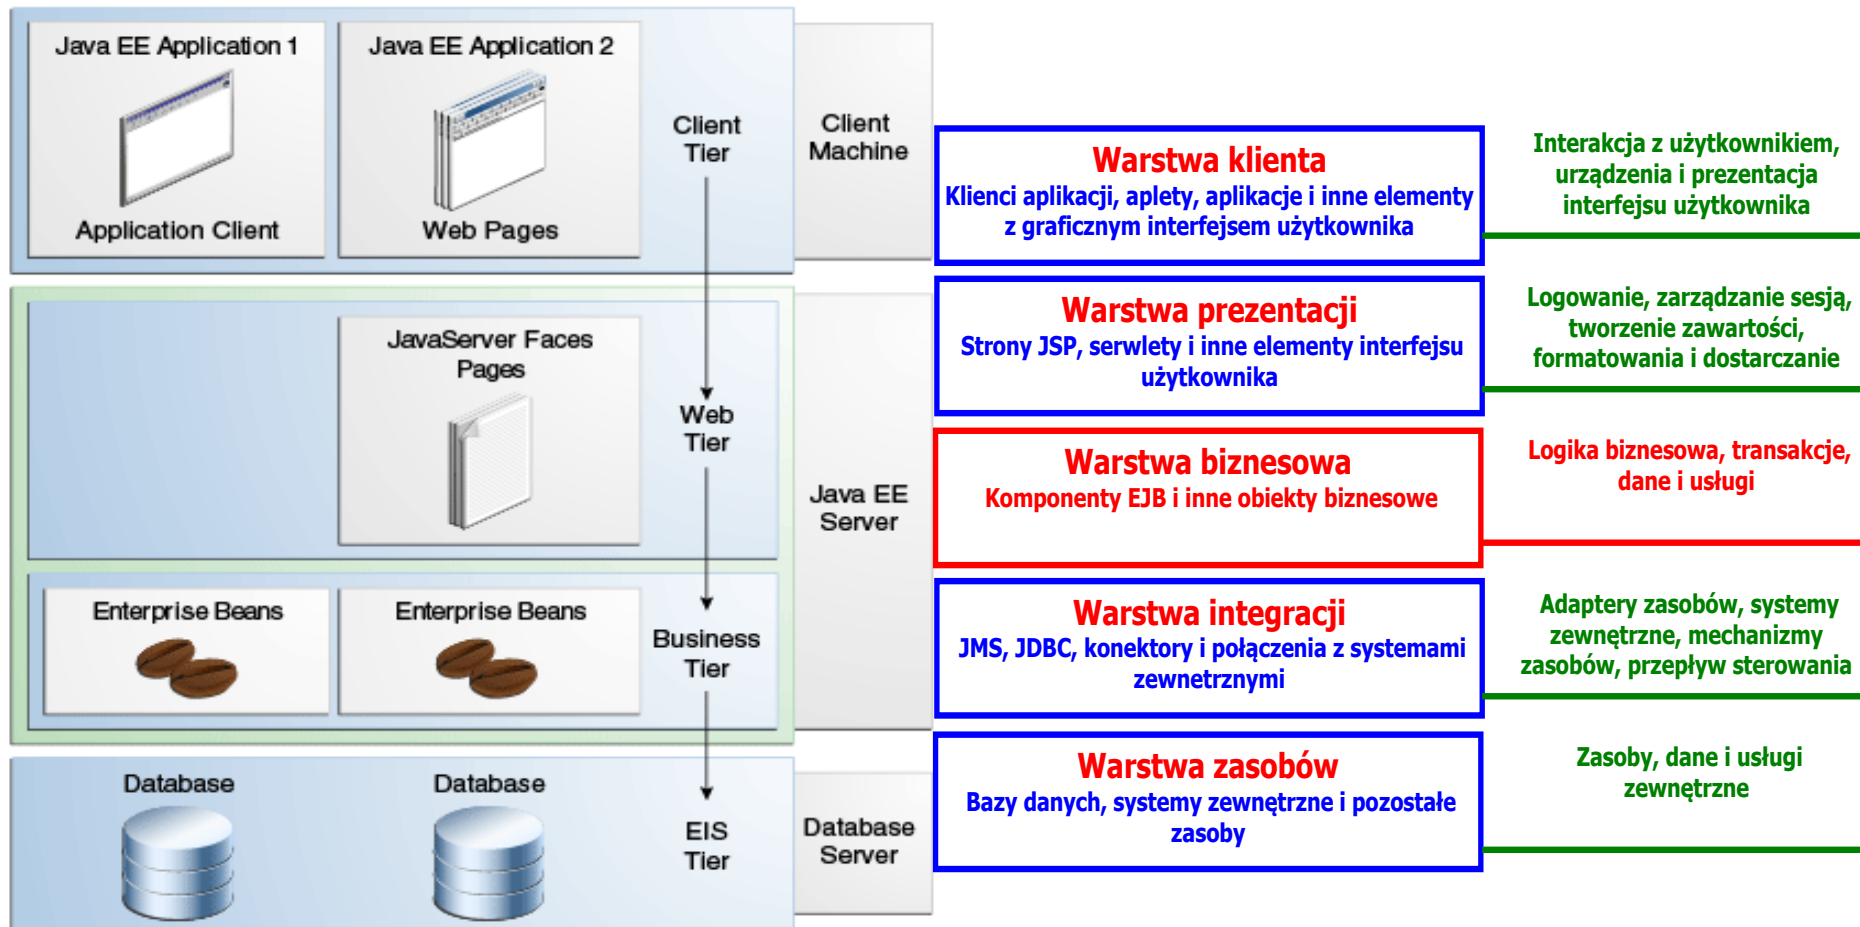 Java EE Application 1
Application Client
Java EE Application 2
Web Pages
Client
Tier
Client
Machine
JavaServer Faces
Pages
Web
Tier
Java EE
Server
Enterprise Beans
Enterprise Beans
Business
Tier
Database
Database
EIS
Tier
Database
Server
Warstwa klienta
Klienci aplikacji, aplety, aplikacje i inne elementy
z graficznym interfejsem użytkownika
Interakcja z użytkownikiem,
urządzenia i prezentacja
interfejsu użytkownika
Warstwa prezentacji
Strony JSP, serwlety i inne elementy interfejsu
użytkownika
Logowanie, zarządzanie sesją,
tworzenie zawartości,
formatowania i dostarczanie
Warstwa biznesowa
Komponenty EJB i inne obiekty biznesowe
Logika biznesowa, transakcje,
dane i usługi
Warstwa integracji
JMS, JDBC, konektory i połączenia z systemami
zewnetrznymi
Adaptery zasobów, systemy
zewnętrzne, mechanizmy
zasobów, przepływ sterowania
Warstwa zasobów
Bazy danych, systemy zewnętrzne i pozostałe
zasoby
Zasoby, dane i usługi
zewnętrzne